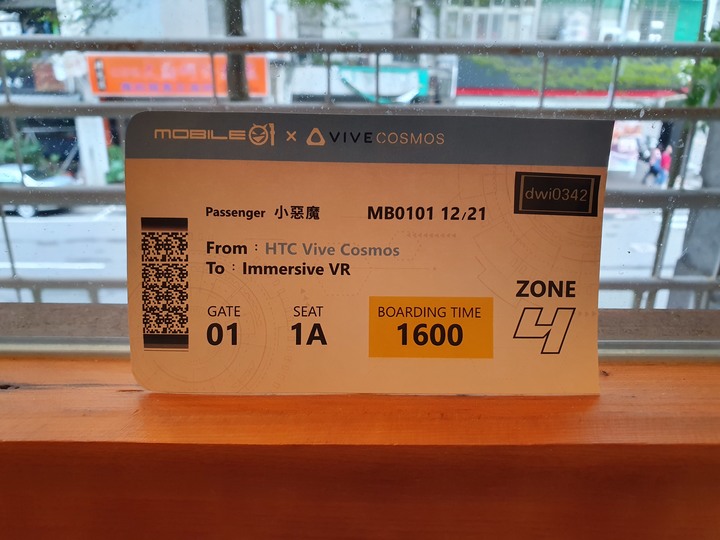 MOBILE01 × VIVE COSMOS
dwi0342
Passenger 小惡魔 MB0101 12/21
From：HTC Vive Cosmos
To：Immersive VR
ZONE
4
GATE SEAT BOARDING TIME
01 1A 1600